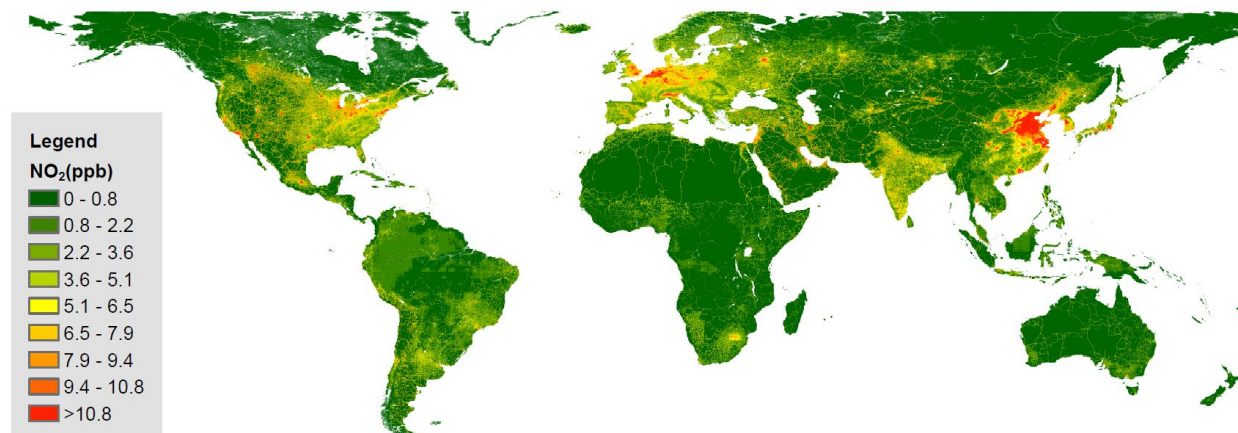 Legend
NO₂(ppb)
0 - 0.8
0.8 - 2.2
2.2 - 3.6
3.6 - 5.1
5.1 - 6.5
6.5 - 7.9
7.9 - 9.4
9.4 - 10.8
>10.8